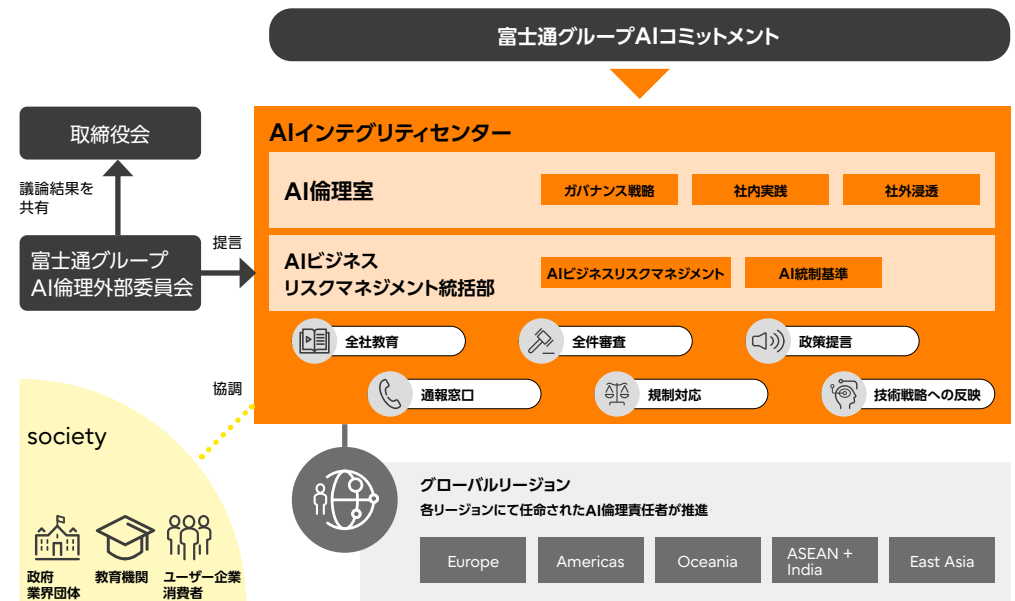 富士通グループAIコミットメント
取締役会
議論結果を
共有
富士通グループ
AI倫理外部委員会
提言
AIインテグリティセンター
AI倫理室
ガバナンス戦略
社内実践
社外浸透
AIビジネス
リスクマネジメント統括部
AIビジネスリスクマネジメント
AI統制基準
全社教育
全件審査
政策提言
通報窓口
規制対応
技術戦略への反映
協調
society
政府
業界団体
教育機関
ユーザー企業
消費者
グローバルリージョン
各リージョンにて任命されたAI倫理責任者が推進
Europe
Americas
Oceania
ASEAN +
India
East Asia